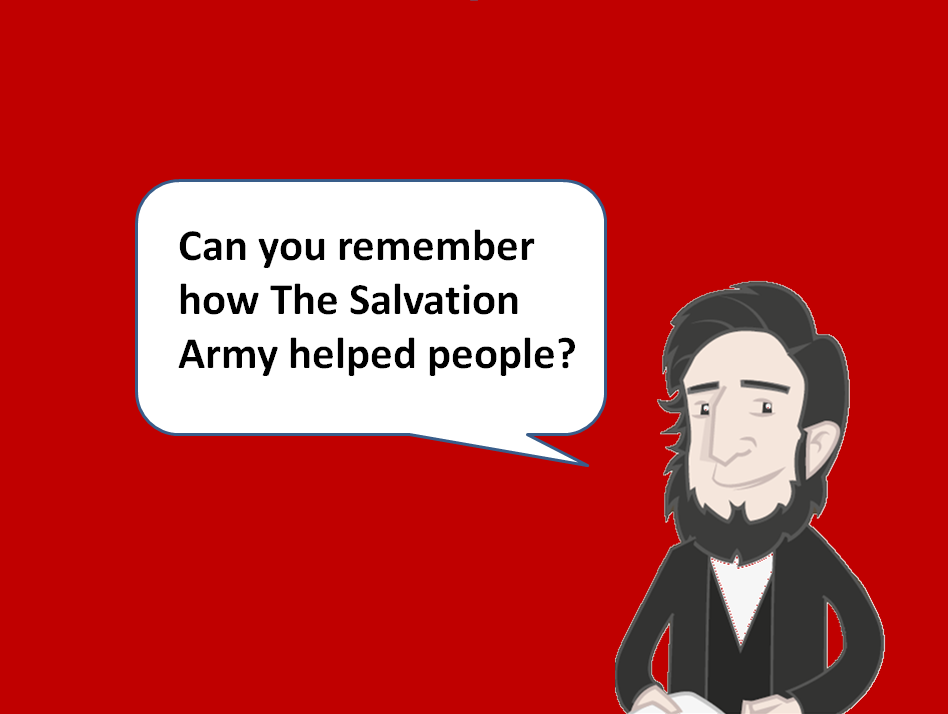 Can you remember
how The Salvation
Army helped people?